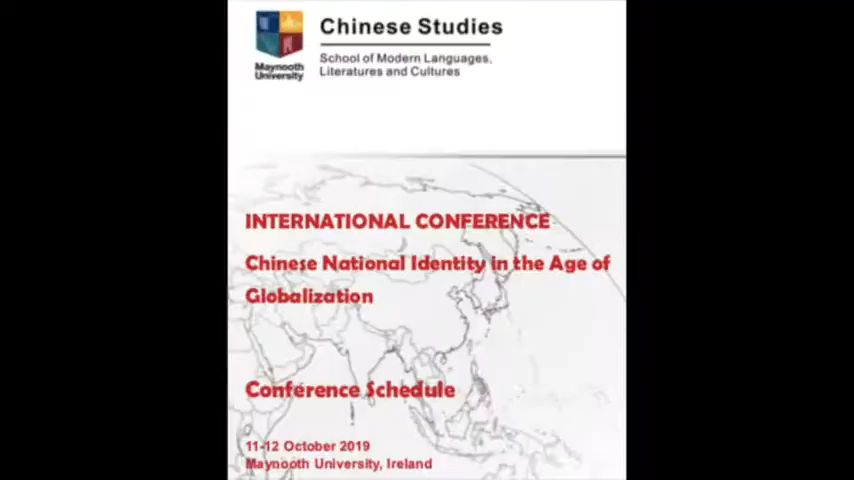 Maynooth
University
Chinese Studies
School of Modern Languages,
Literatures and Cultures
INTERNATIONAL CONFERENCE
Chinese National Identity in the Age of
Globalization
Conference Schedule
11-12 October 2019
Maynooth University, Ireland